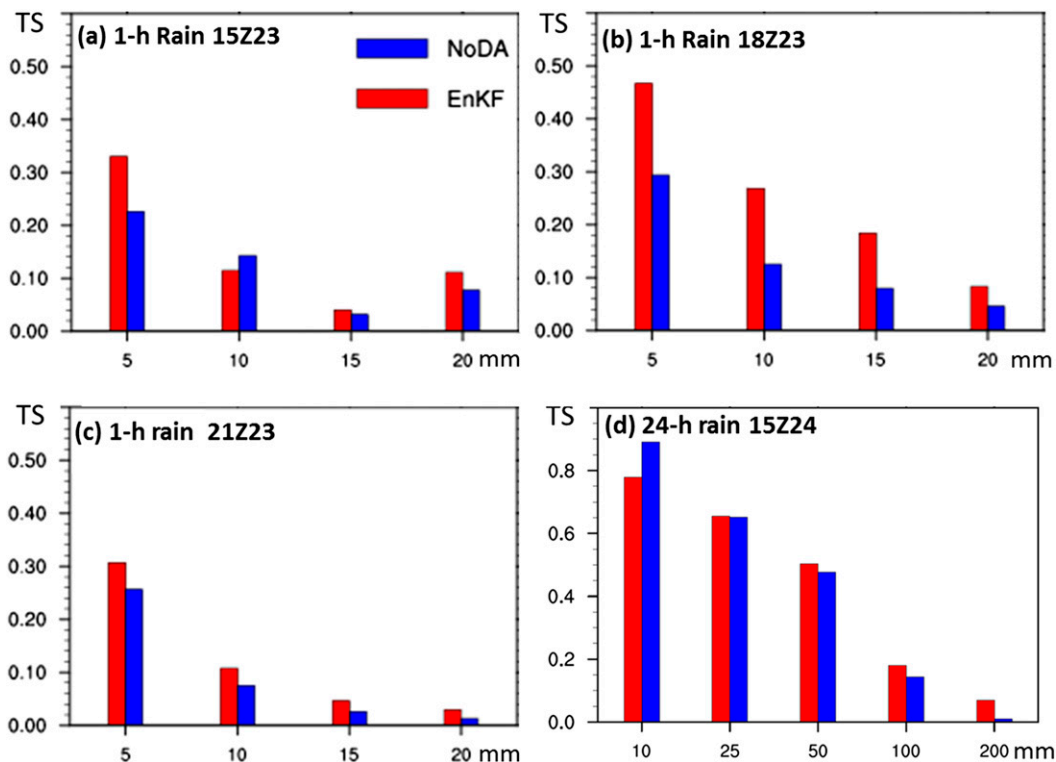 TS
(a) 1-h Rain 15Z23
NoDA
EnKF
0.50
0.40
0.30
0.20
0.10
0.00
5 10 15 20 mm
TS
(b) 1-h Rain 18Z23
0.50
0.40
0.30
0.20
0.10
0.00
5 10 15 20 mm
TS
(c) 1-h rain 21Z23
0.50
0.40
0.30
0.20
0.10
0.00
5 10 15 20 mm
TS
(d) 24-h rain 15Z24
0.8
0.6
0.4
0.2
0.0
10 25 50 100 200 mm